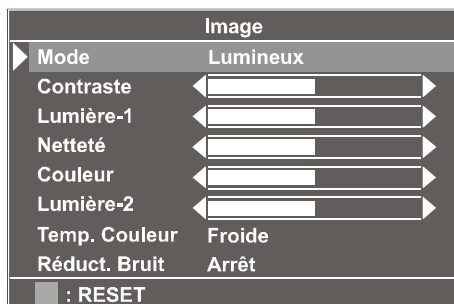 Image
Mode Lumineux
Contraste
Lumière-1
Netteté
Couleur
Lumière-2
Temp. Couleur Froide
Réduct. Bruit Arrêt
: RESET